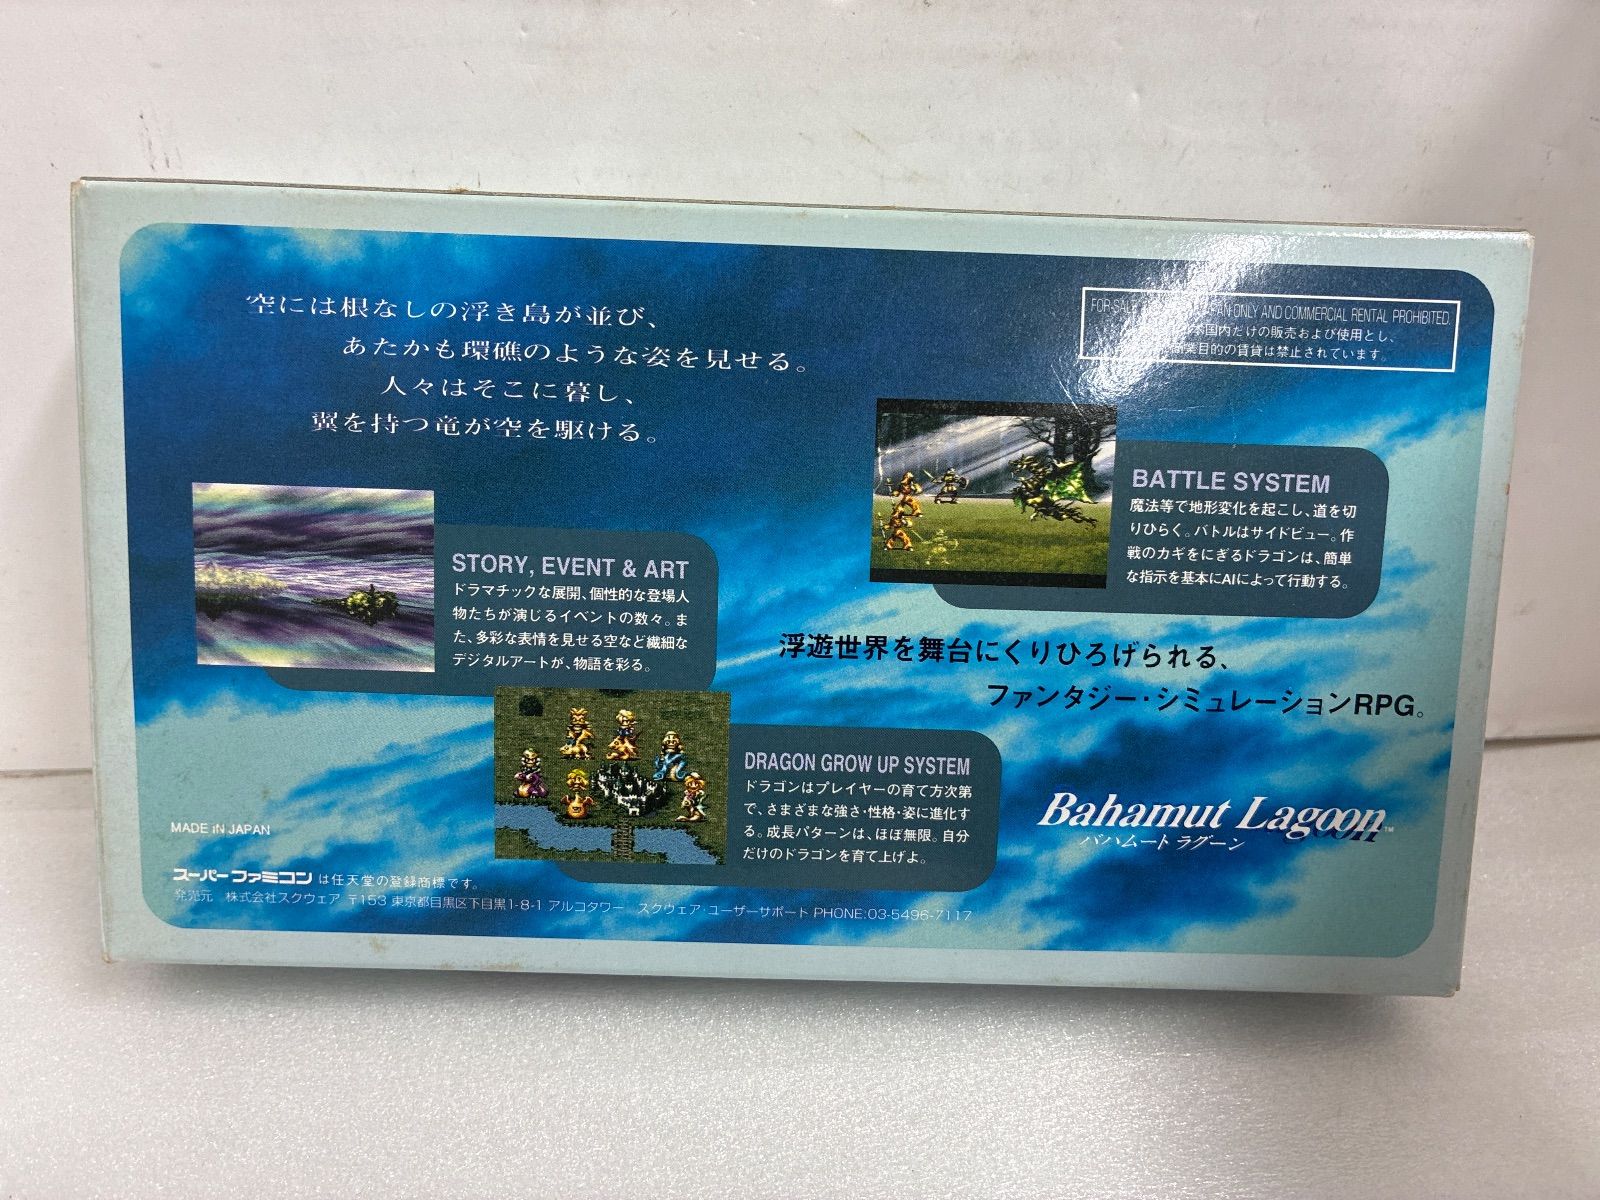 空には根なしの浮き島が並び、
あたかも環礁のような姿を見せる。
人々はそこに暮し、
翼を持つ竜が空を駆ける。
FOR SALE JAPAN ONLY AND COMMERCIAL RENTAL PROHIBITED.
本国内だけの販売および使用とし、
商業目的の賃貸は禁止されています。
BATTLE SYSTEM
魔法等で地形変化を起こし、道を切
りひらく。バトルはサイドビュー。作
戦のカギをにぎるドラゴンは、簡単
な指示を基本にAIによって行動する。
STORY, EVENT & ART
ドラマチックな展開、個性的な登場人
物たちが演じるイベントの数々。ま
た、多彩な表情を見せる空など繊細な
デジタルアートが、物語を彩る。
浮遊世界を舞台にくりひろげられる、
ファンタジー・シミュレーションRPG。
DRAGON GROW UP SYSTEM
ドラゴンはプレイヤーの育て方次第
で、さまざまな強さ・性格・姿に進化す
る。成長パターンは、ほぼ無限。自分
だけのドラゴンを育て上げよ。
Bahamut Lagoon™
バハムート ラグーン
MADE IN JAPAN
スーパーファミコン は任天堂の登録商標です。
発売元 株式会社スクウェア 〒153 東京都目黒区下目黒1-8-1 アルコタワー スクウェア・ユーザーサポート PHONE:03-5496-7117